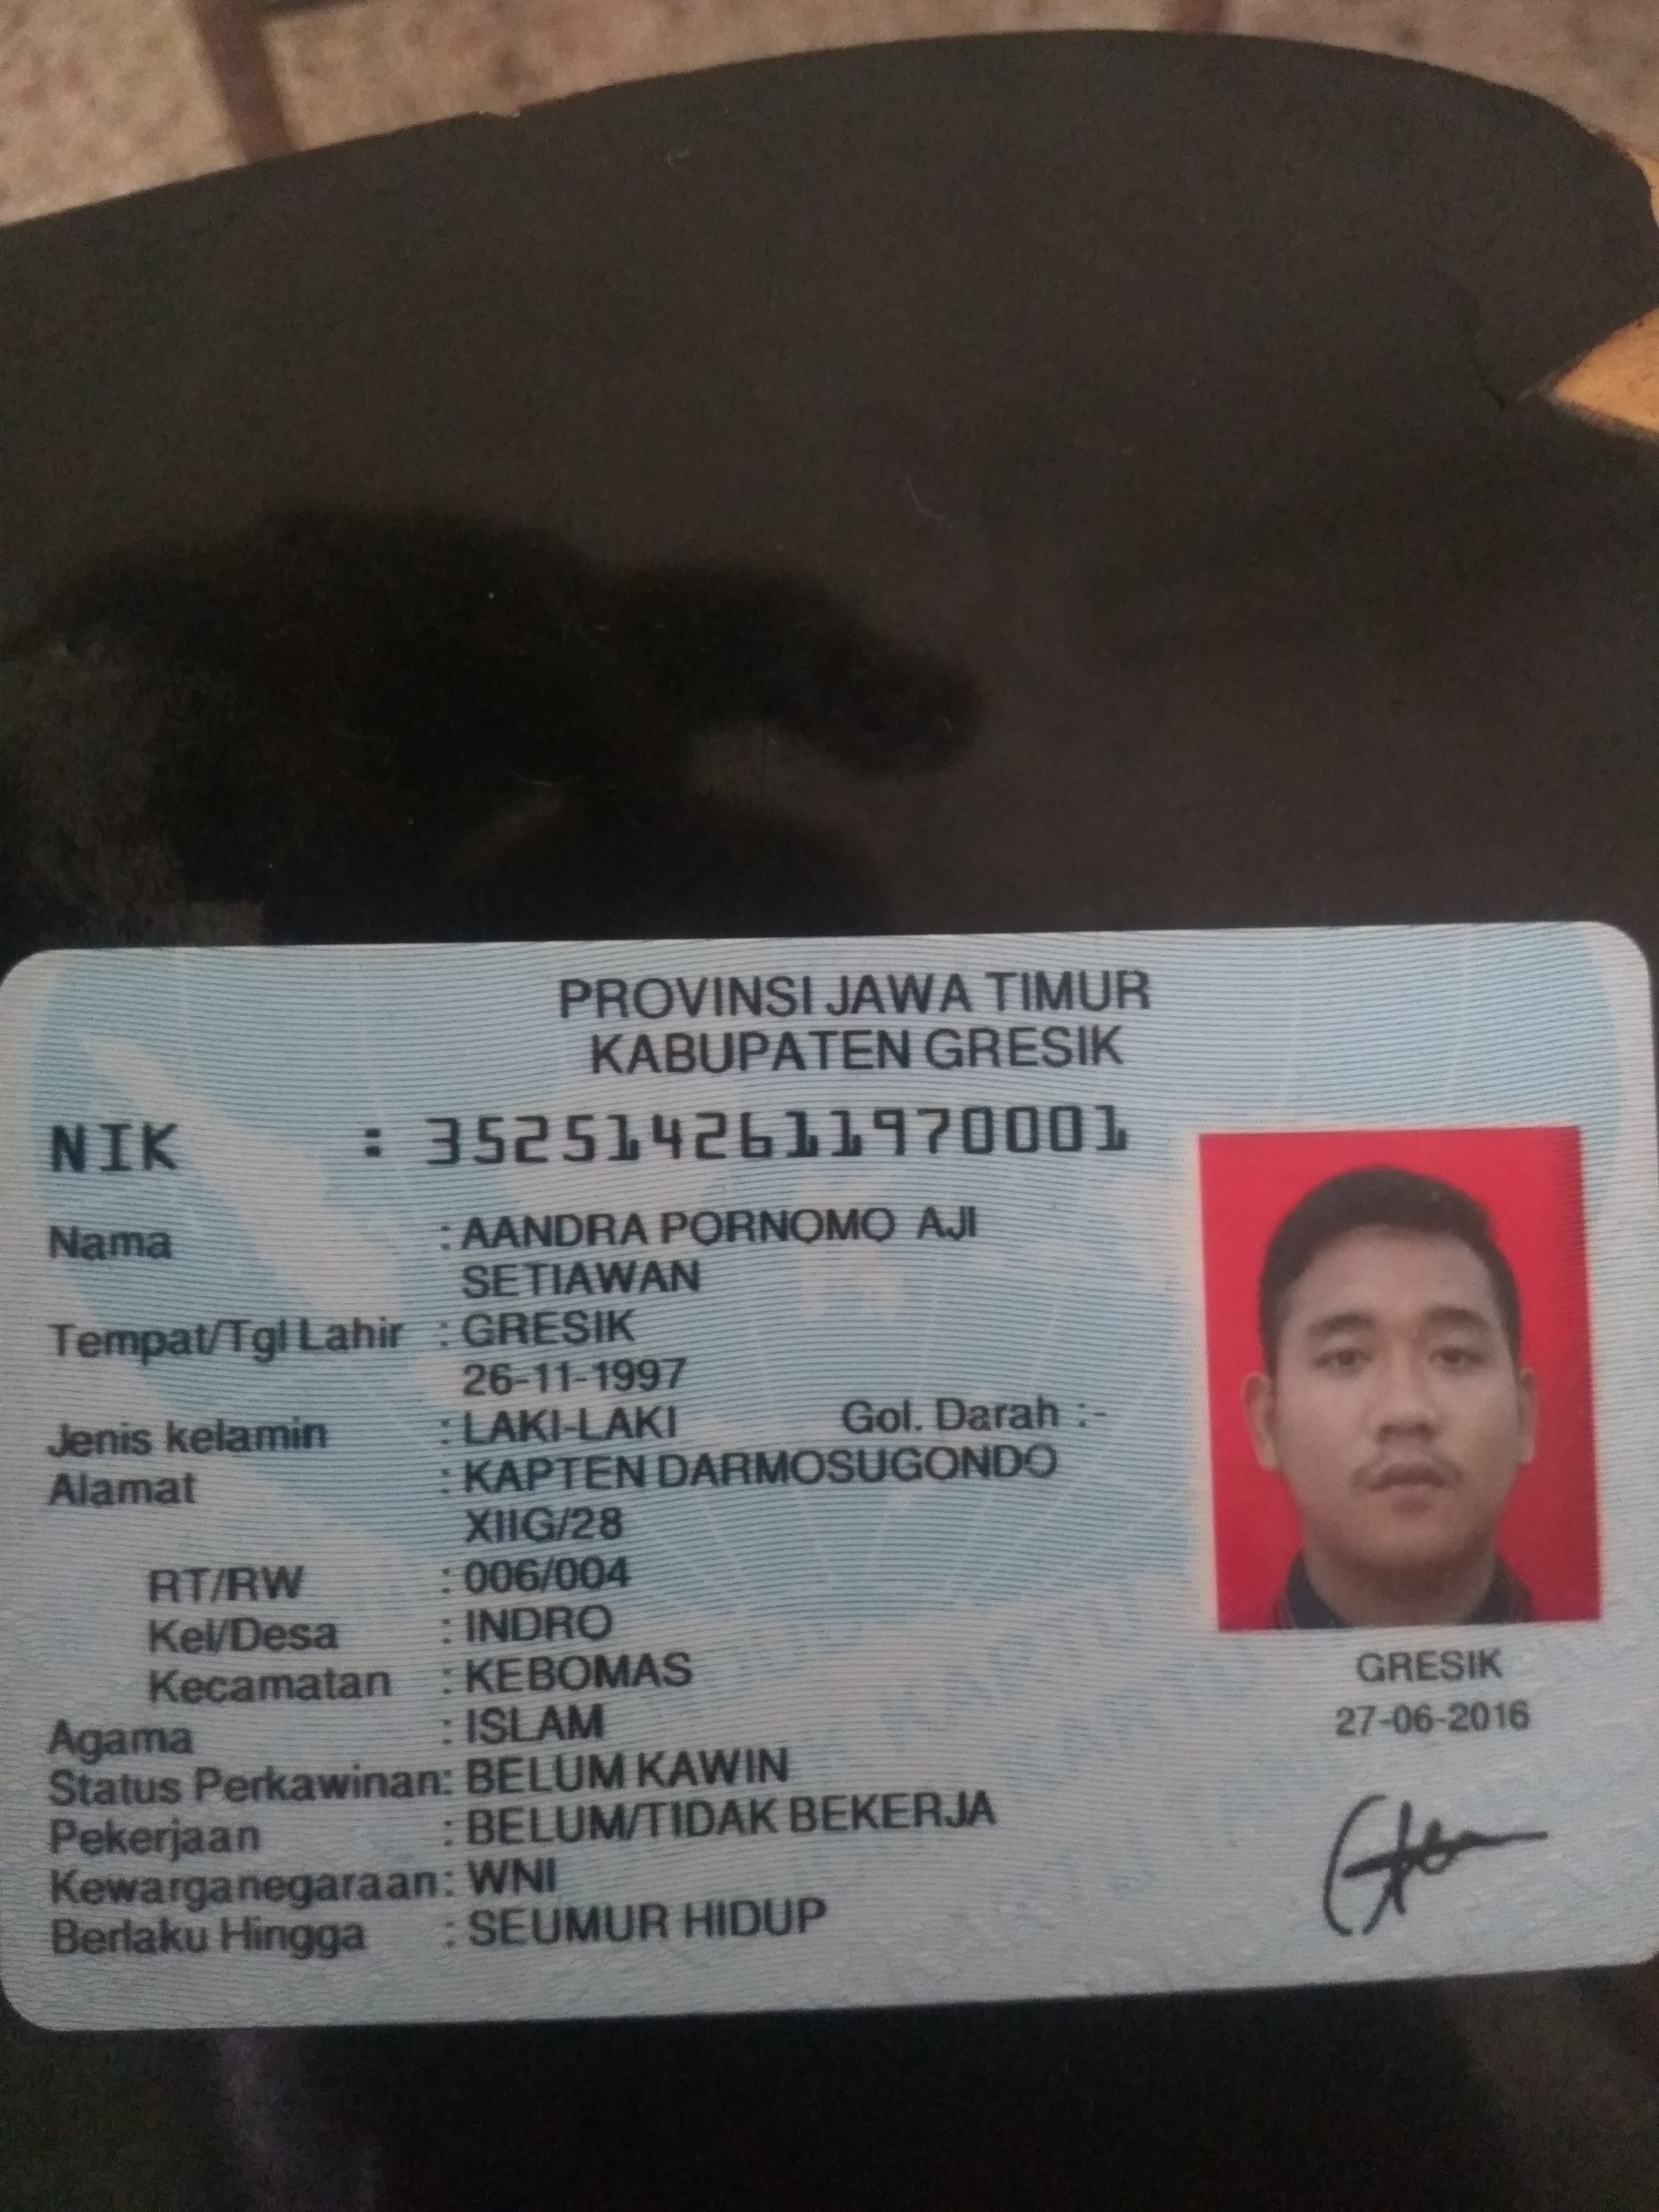 PROVINSI JAWA TIMUR
KABUPATEN GRESIK
NIK : 3525142611970001
Nama : AANDRA PORNOMO AJI
SETIAWAN
Tempat/Tgl Lahir : GRESIK
26-11-1997
Jenis kelamin : LAKI-LAKI Gol. Darah :-
Alamat : KAPTEN DARMOSUGONDO
XIIG/28
RT/RW : 006/004
Kel/Desa : INDRO
Kecamatan : KEBOMAS
Agama : ISLAM
Status Perkawinan: BELUM KAWIN
Pekerjaan : BELUM/TIDAK BEKERJA
Kewarganegaraan: WNI
Berlaku Hingga : SEUMUR HIDUP
GRESIK
27-06-2016